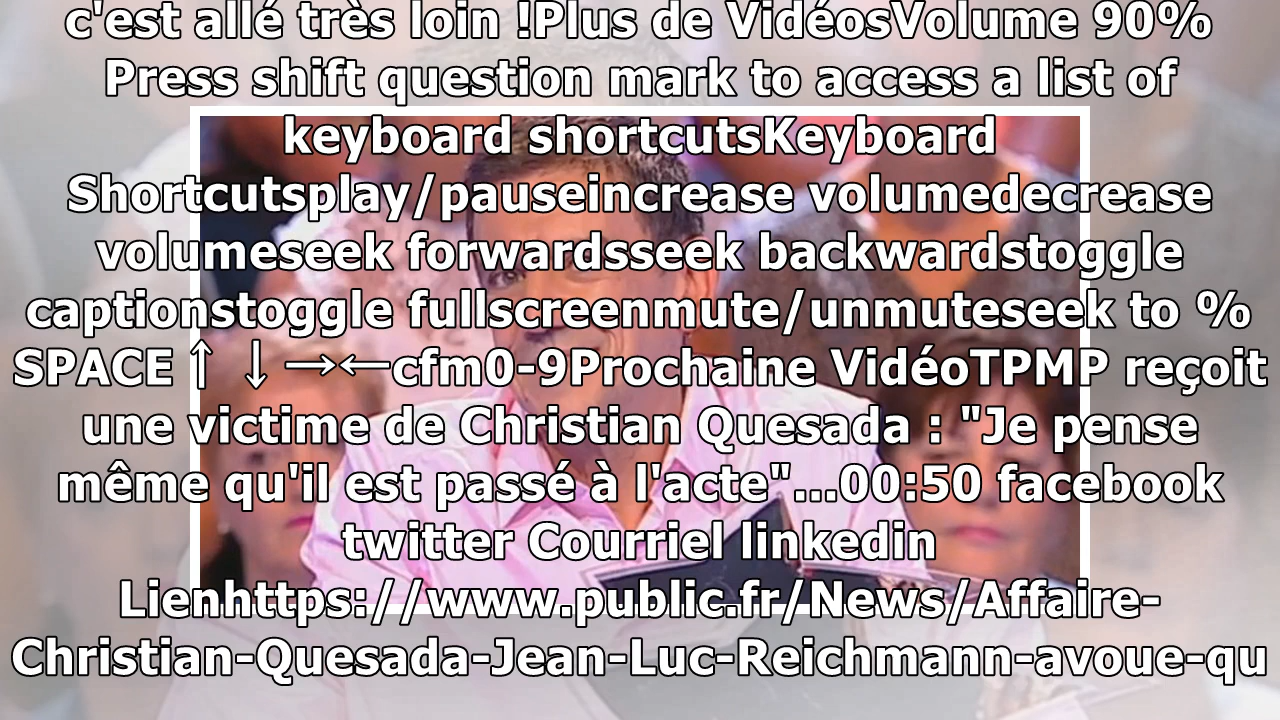 c'est allé très loin !Plus de VidéosVolume 90%
Press shift question mark to access a list of
keyboard shortcutsKeyboard
Shortcutsplay/pauseincrease volumedecrease
volumeseek forwardsseek backwardstoggle
captionstoggle fullscreenmute/unmuteseek to %
SPACE↑ ↓→←cfm0-9Prochaine VidéoTPMP reçoit
une victime de Christian Quesada : "Je pense
même qu'il est passé à l'acte"...00:50 facebook
twitter Courriel linkedin
Lienhttps://www.public.fr/News/Affaire-
Christian-Quesada-Jean-Luc-Reichmann-avoue-qu